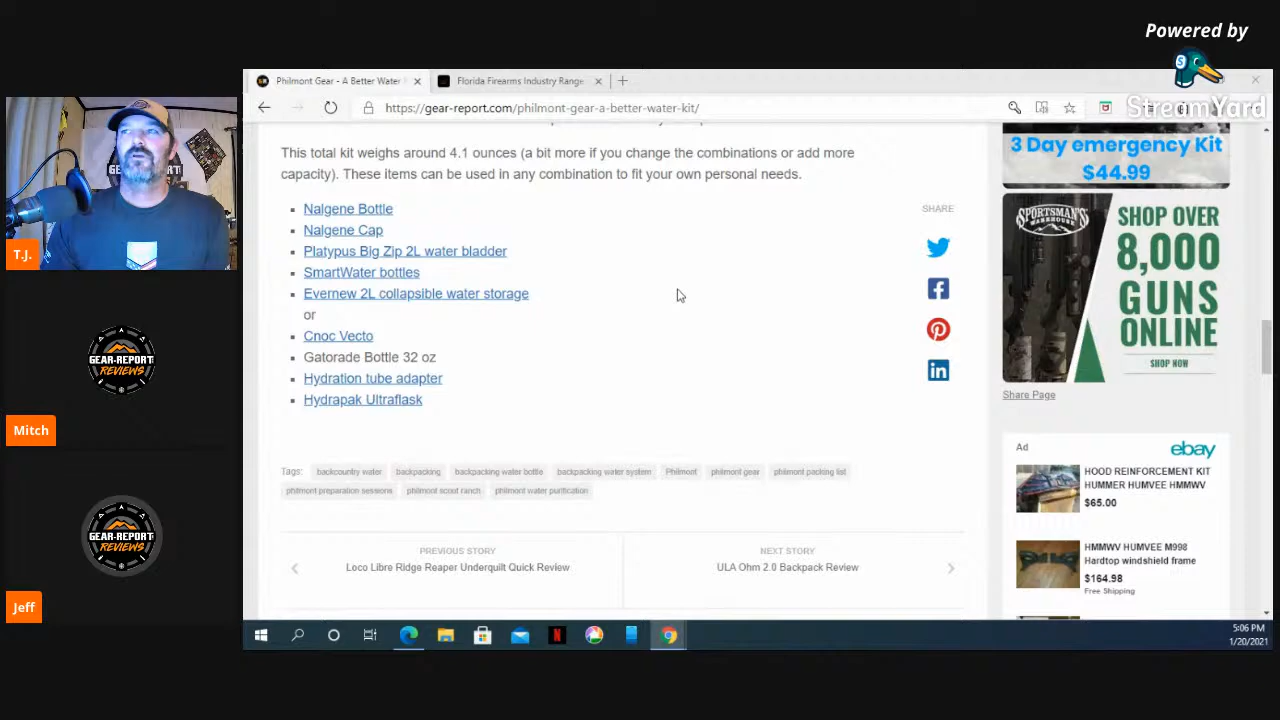 Powered by
StreamYard
Philmont Gear - A Better Water
Florida Firearms Industry Range
https://gear-report.com/philmont-gear-a-better-water-kit/
This total kit weighs around 4.1 ounces (a bit more if you change the combinations or add more
capacity). These items can be used in any combination to fit your own personal needs.
Nalgene Bottle
Nalgene Cap
Platypus Big Zip 2L water bladder
SmartWater bottles
Evernew 2L collapsible water storage
or
Cnoc Vecto
Gatorade Bottle 32 oz
Hydration tube adapter
Hydrapak Ultraflask
SHARE
Tags:
backcountry water
backpacking
backpacking water bottle
backpacking water system
Philmont
philmont gear
philmont packing list
philmont preparation sessions
philmont scout ranch
philmont water purification
PREVIOUS STORY
Loco Libre Ridge Reaper Underquilt Quick Review
NEXT STORY
ULA Ohm 2.0 Backpack Review
3 Day emergency Kit
$44.99
SPORTSMAN'S
WAREHOUSE
SHOP OVER
8,000
GUNS
ONLINE
SHOP NOW
Share Page
Ad
ebay
HOOD REINFORCEMENT KIT
HUMMER HUMVEE HMMWV
$65.00
HMMWV HUMVEE M998
Hardtop windshield frame
$164.98
Free Shipping
5:06 PM
1/20/2021
T.J.
GEAR-REPORT
REVIEWS
Mitch
GEAR-REPORT
REVIEWS
Jeff